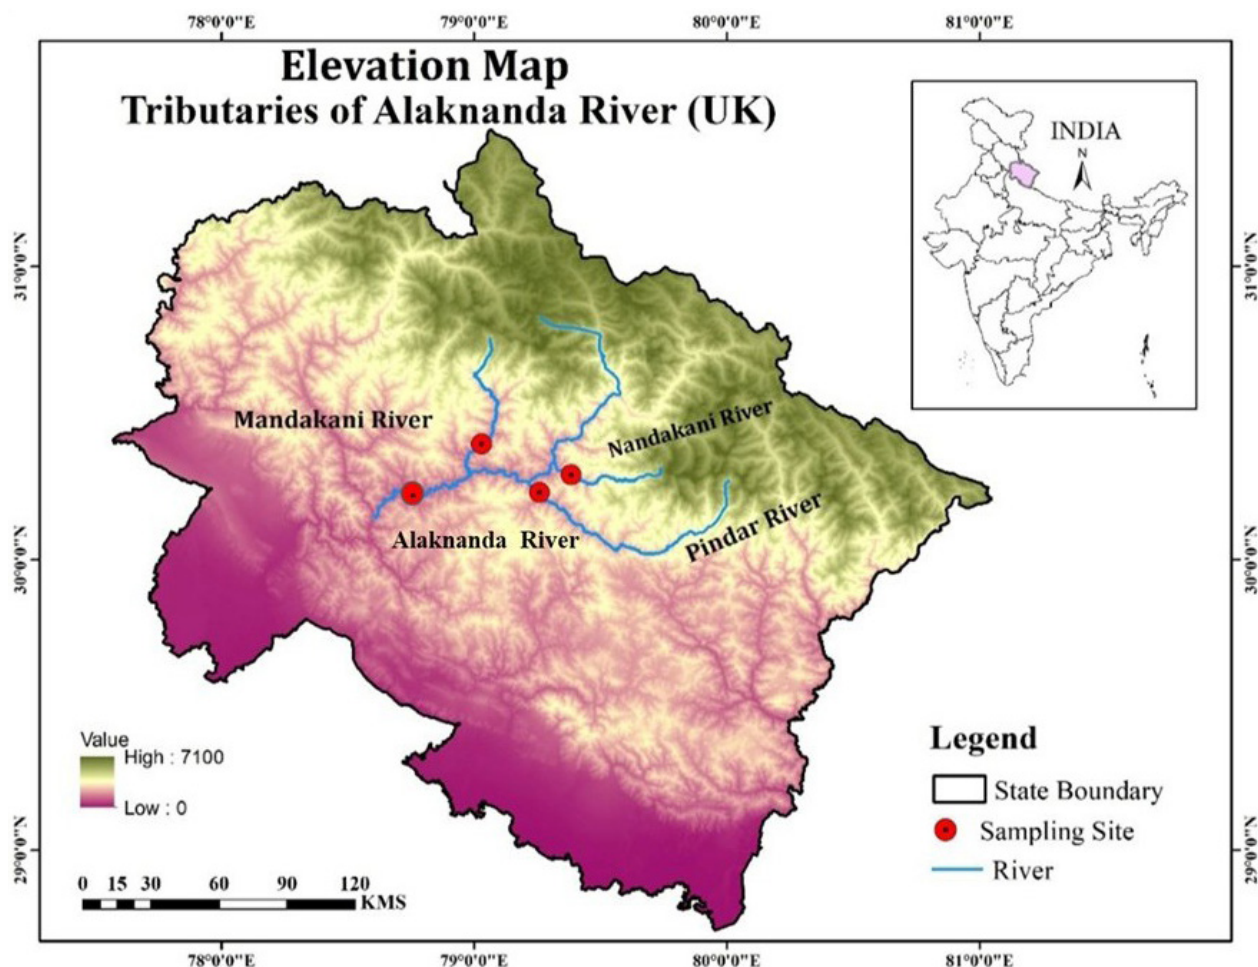 78°0'0"E 79°0'0"E 80°0'0"E 81°0'0"E
Elevation Map
Tributaries of Alaknanda River (UK)
INDIA
N
31°0'0"N
31°0'0"N
Mandakani River
Nandakani River
Alaknanda River
Pindar River
30°0'0"N
30°0'0"N
Value
High : 7100
Low : 0
Legend
State Boundary
Sampling Site
River
29°0'0"N
29°0'0"N
0 15 30 60 90 120
KMS
78°0'0"E 79°0'0"E 80°0'0"E 81°0'0"E